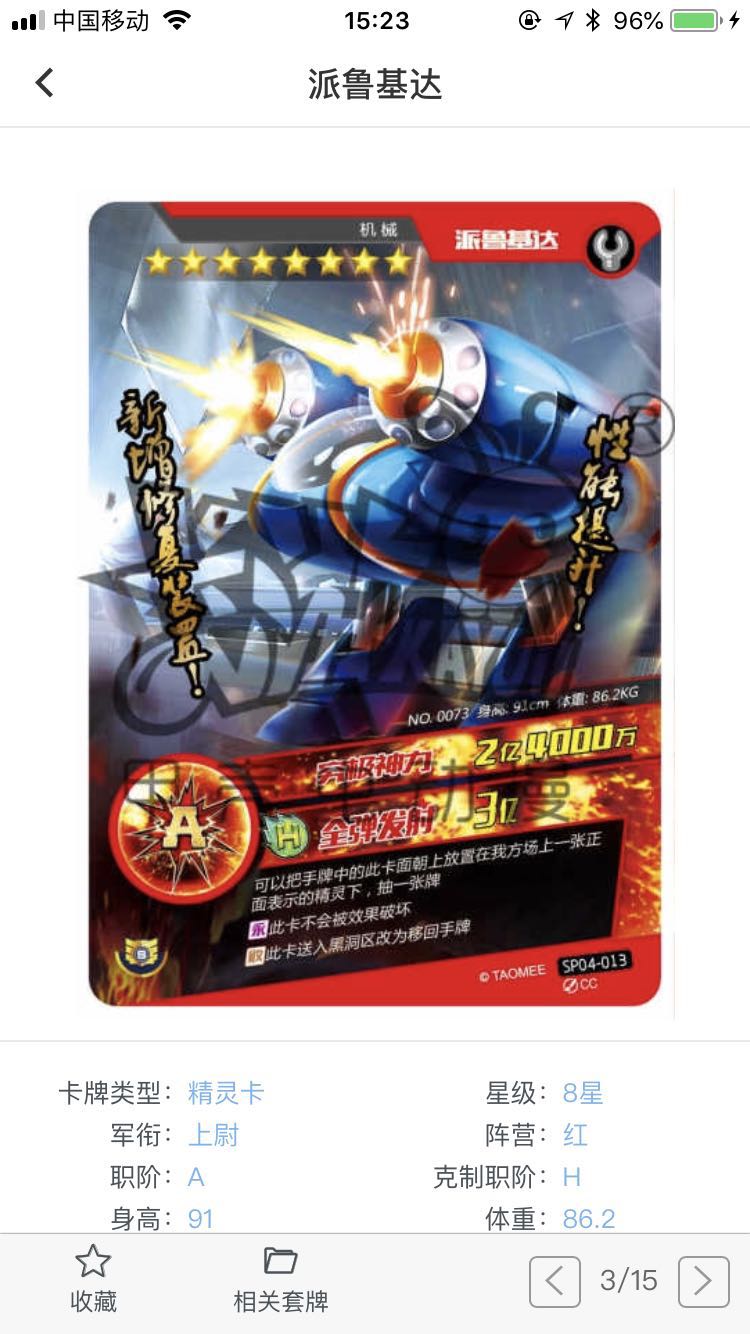 中国移动
15:23
96%
派鲁基达
机械
派鲁基达
新增修复装置！
性能提升！
NO. 0073 身高: 91cm 体重: 86.2KG
穷极神力 2亿4000万
A
H 全弹发射 3亿
可以把手牌中的此卡面朝上放置在我方场上一张正
面表示的精灵下，抽一张牌
永 此卡不会被效果破坏
收 此卡送入黑洞区改为移回手牌
S
© TAOMEE SP04-013
CC
卡牌类型： 精灵卡 星级： 8星
军衔： 上尉 阵营： 红
职阶： A 克制职阶： H
身高： 91 体重： 86.2
收藏 相关套牌 3/15